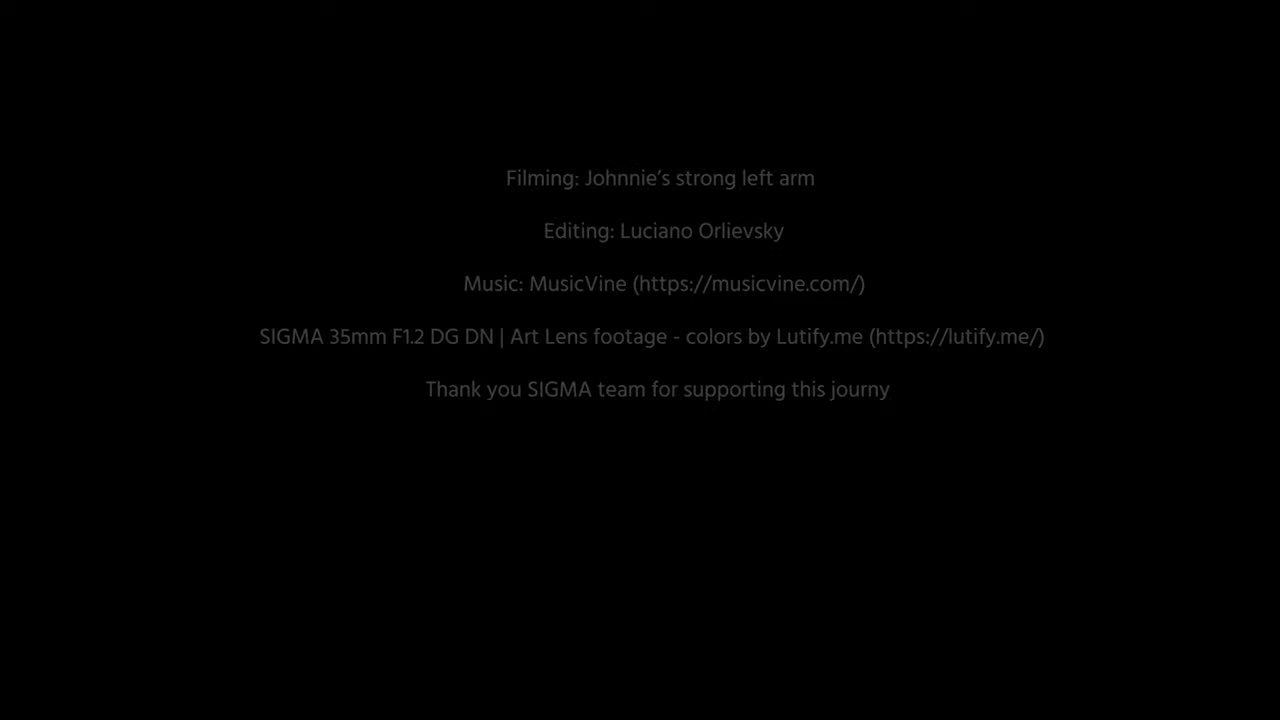 Filming: Johnnie’s strong left arm
Editing: Luciano Orlievsky
Music: MusicVine (https://musicvine.com/)
SIGMA 35mm F1.2 DG DN | Art Lens footage - colors by Lutify.me (https://lutify.me/)
Thank you SIGMA team for supporting this journy